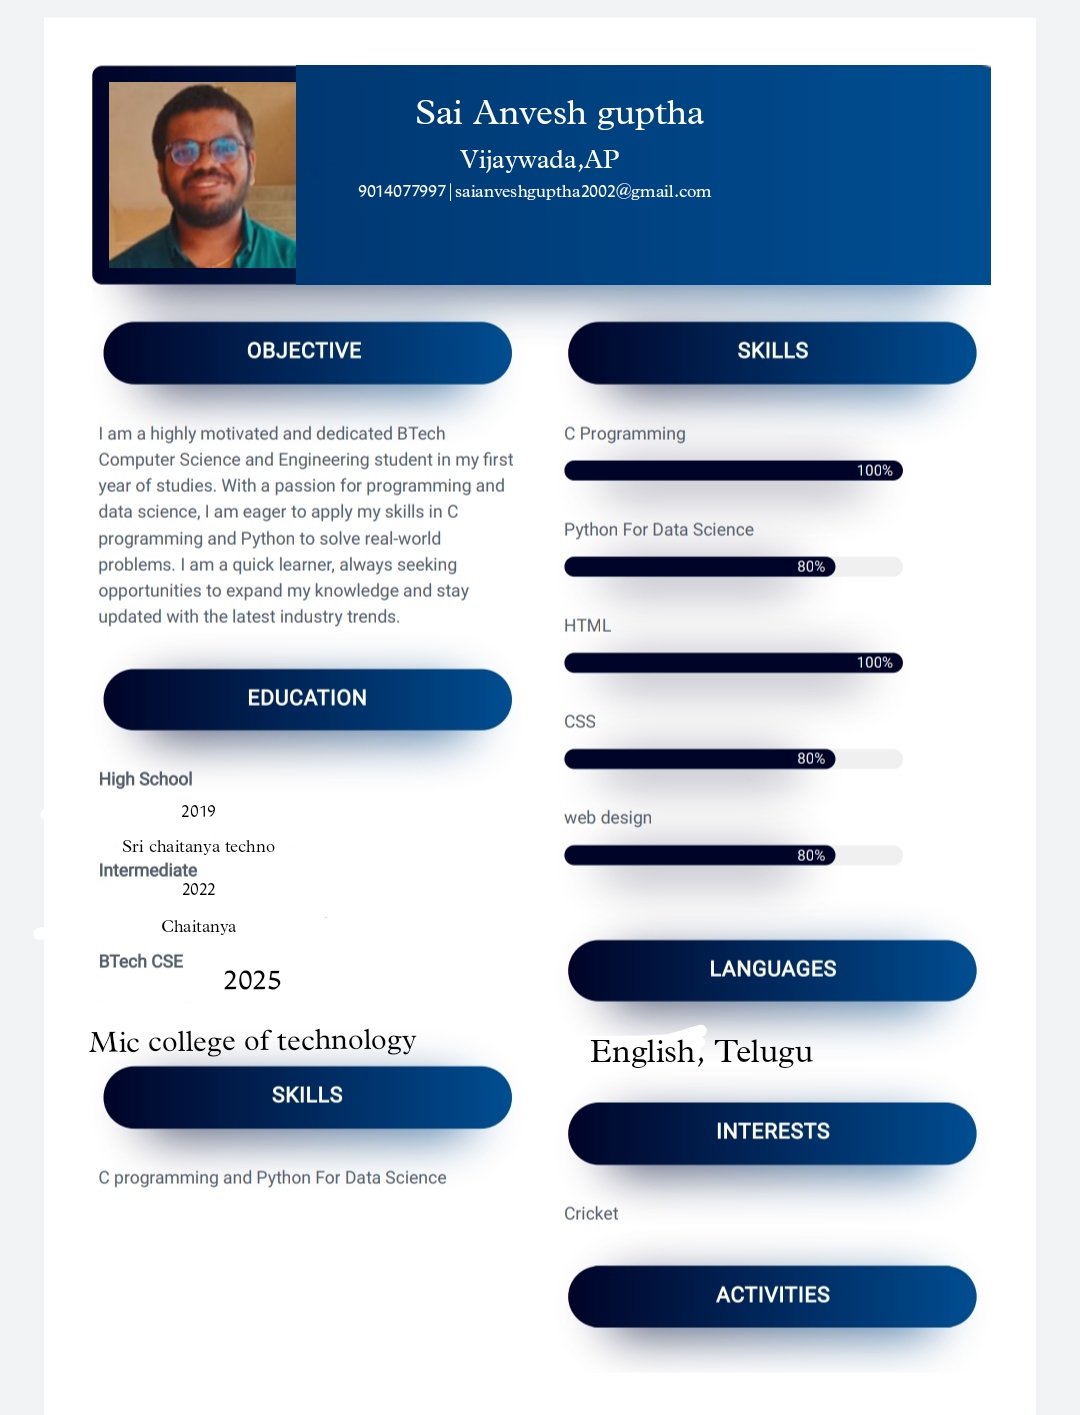 Sai Anvesh guptha
Vijaywada,AP
9014077997|saianveshguptha2002@gmail.com
OBJECTIVE
I am a highly motivated and dedicated BTech
Computer Science and Engineering student in my first
year of studies. With a passion for programming and
data science, I am eager to apply my skills in C
programming and Python to solve real-world
problems. I am a quick learner, always seeking
opportunities to expand my knowledge and stay
updated with the latest industry trends.
EDUCATION
High School
2019
Sri chaitanya techno
Intermediate
2022
Chaitanya
BTech CSE
2025
Mic college of technology
SKILLS
C programming and Python For Data Science
SKILLS
C Programming
100%
Python For Data Science
80%
HTML
100%
CSS
80%
web design
80%
LANGUAGES
English, Telugu
INTERESTS
Cricket
ACTIVITIES